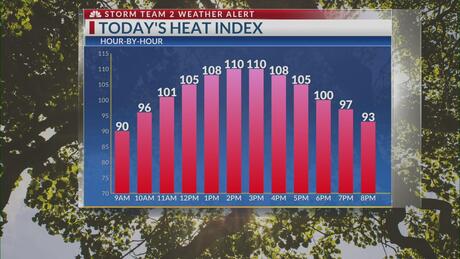 STORM TEAM 2 WEATHER ALERT
TODAY'S HEAT INDEX
HOUR-BY-HOUR
115
110
105
100
95
90
85
80
75
70
90 96 101 105 108 110 110 108 105 100 97 93
9AM 10AM 11AM 12PM 1PM 2PM 3PM 4PM 5PM 6PM 7PM 8PM